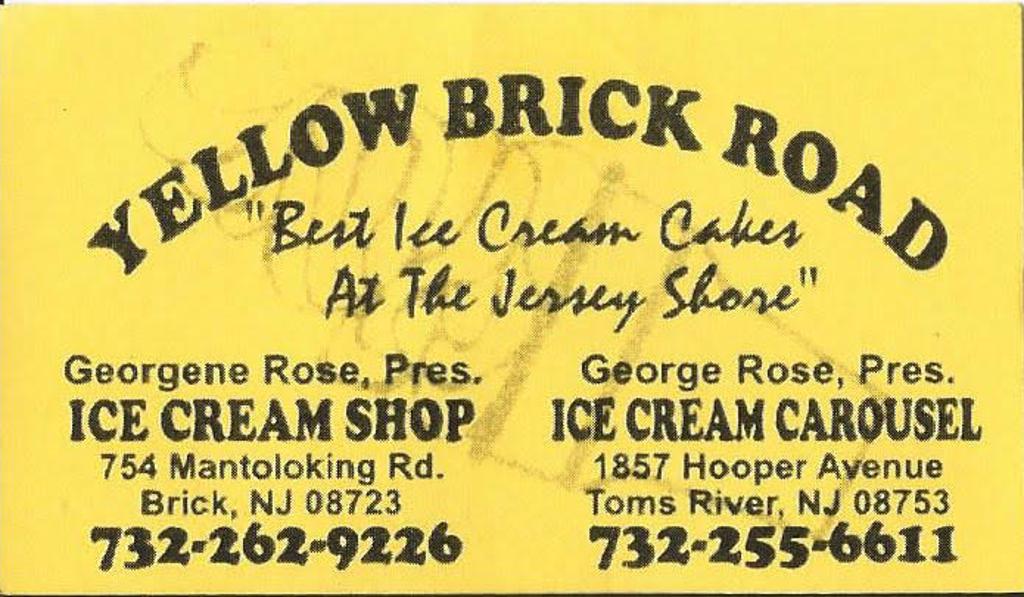 YELLOW BRICK ROAD
"Best Ice Cream Cakes
At The Jersey Shore"
Georgene Rose, Pres.
ICE CREAM SHOP
754 Mantoloking Rd.
Brick, NJ 08723
732-262-9226
George Rose, Pres.
ICE CREAM CAROUSEL
1857 Hooper Avenue
Toms River, NJ 08753
732-255-6611